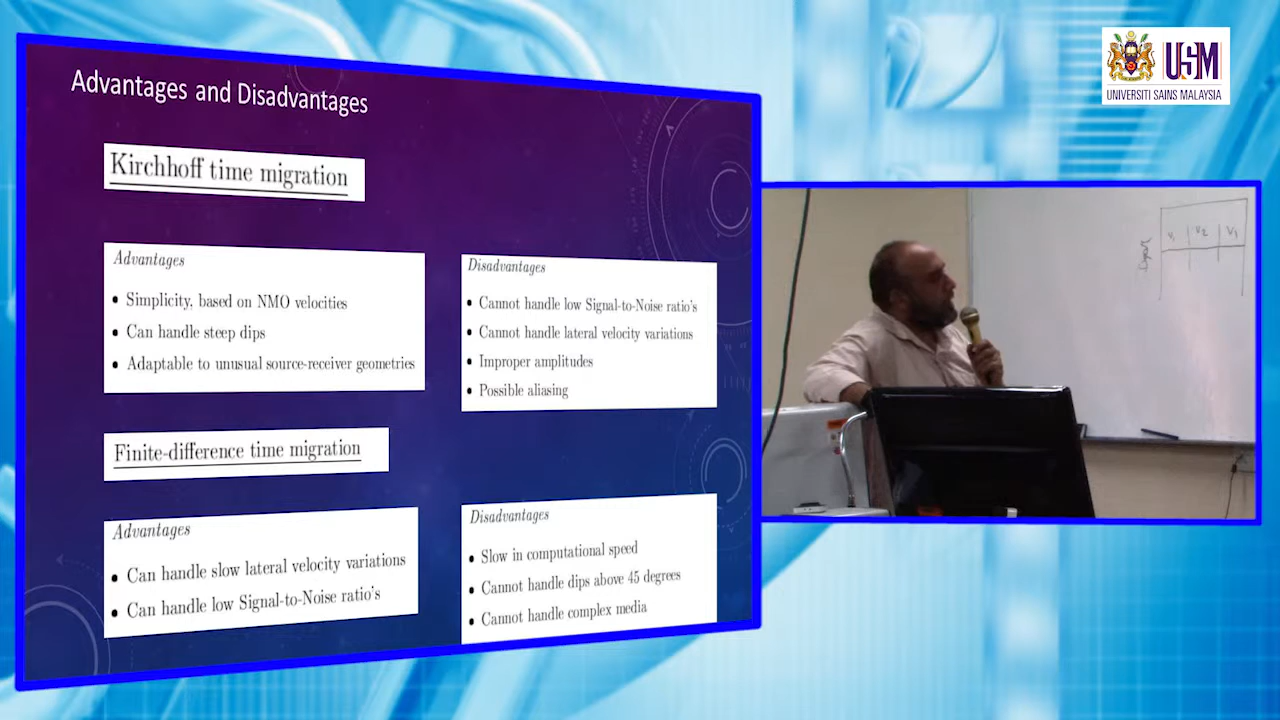 Advantages and Disadvantages
Kirchhoff time migration
Advantages
• Simplicity, based on NMO velocities
• Can handle steep dips
• Adaptable to unusual source-receiver geometries
Disadvantages
• Cannot handle low Signal-to-Noise ratio's
• Cannot handle lateral velocity variations
• Improper amplitudes
• Possible aliasing
Finite-difference time migration
Advantages
• Can handle slow lateral velocity variations
• Can handle low Signal-to-Noise ratio's
Disadvantages
• Slow in computational speed
• Cannot handle dips above 45 degrees
• Cannot handle complex media
USM
UNIVERSITI SAINS MALAYSIA
V1 V2 V3